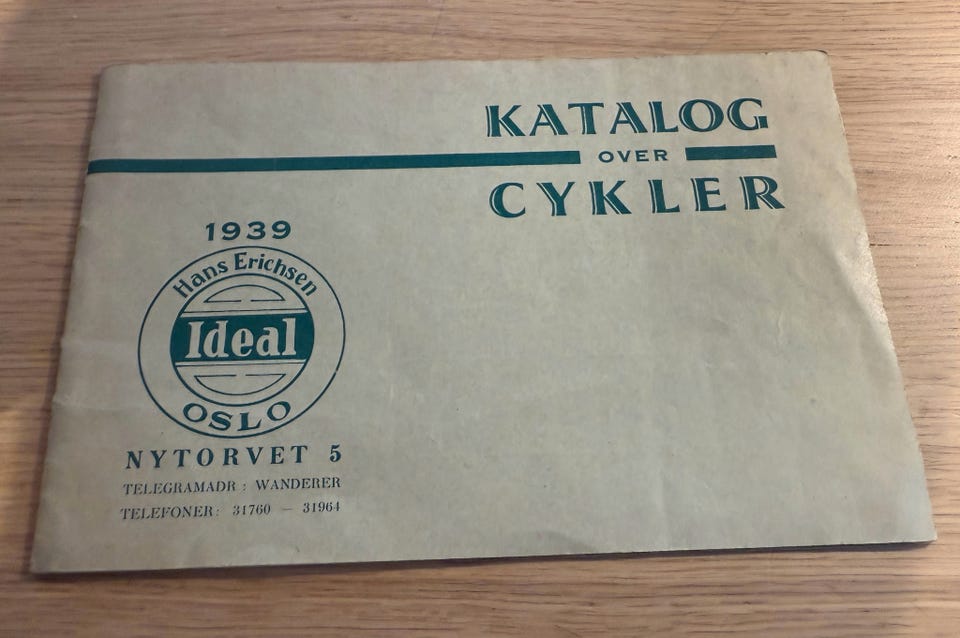 KATALOG
OVER
CYKLER
1939
Hans Erichsen
Ideal
OSLO
NYTORVET 5
TELEGRAMADR : WANDERER
TELEFONER: 31760 — 31964